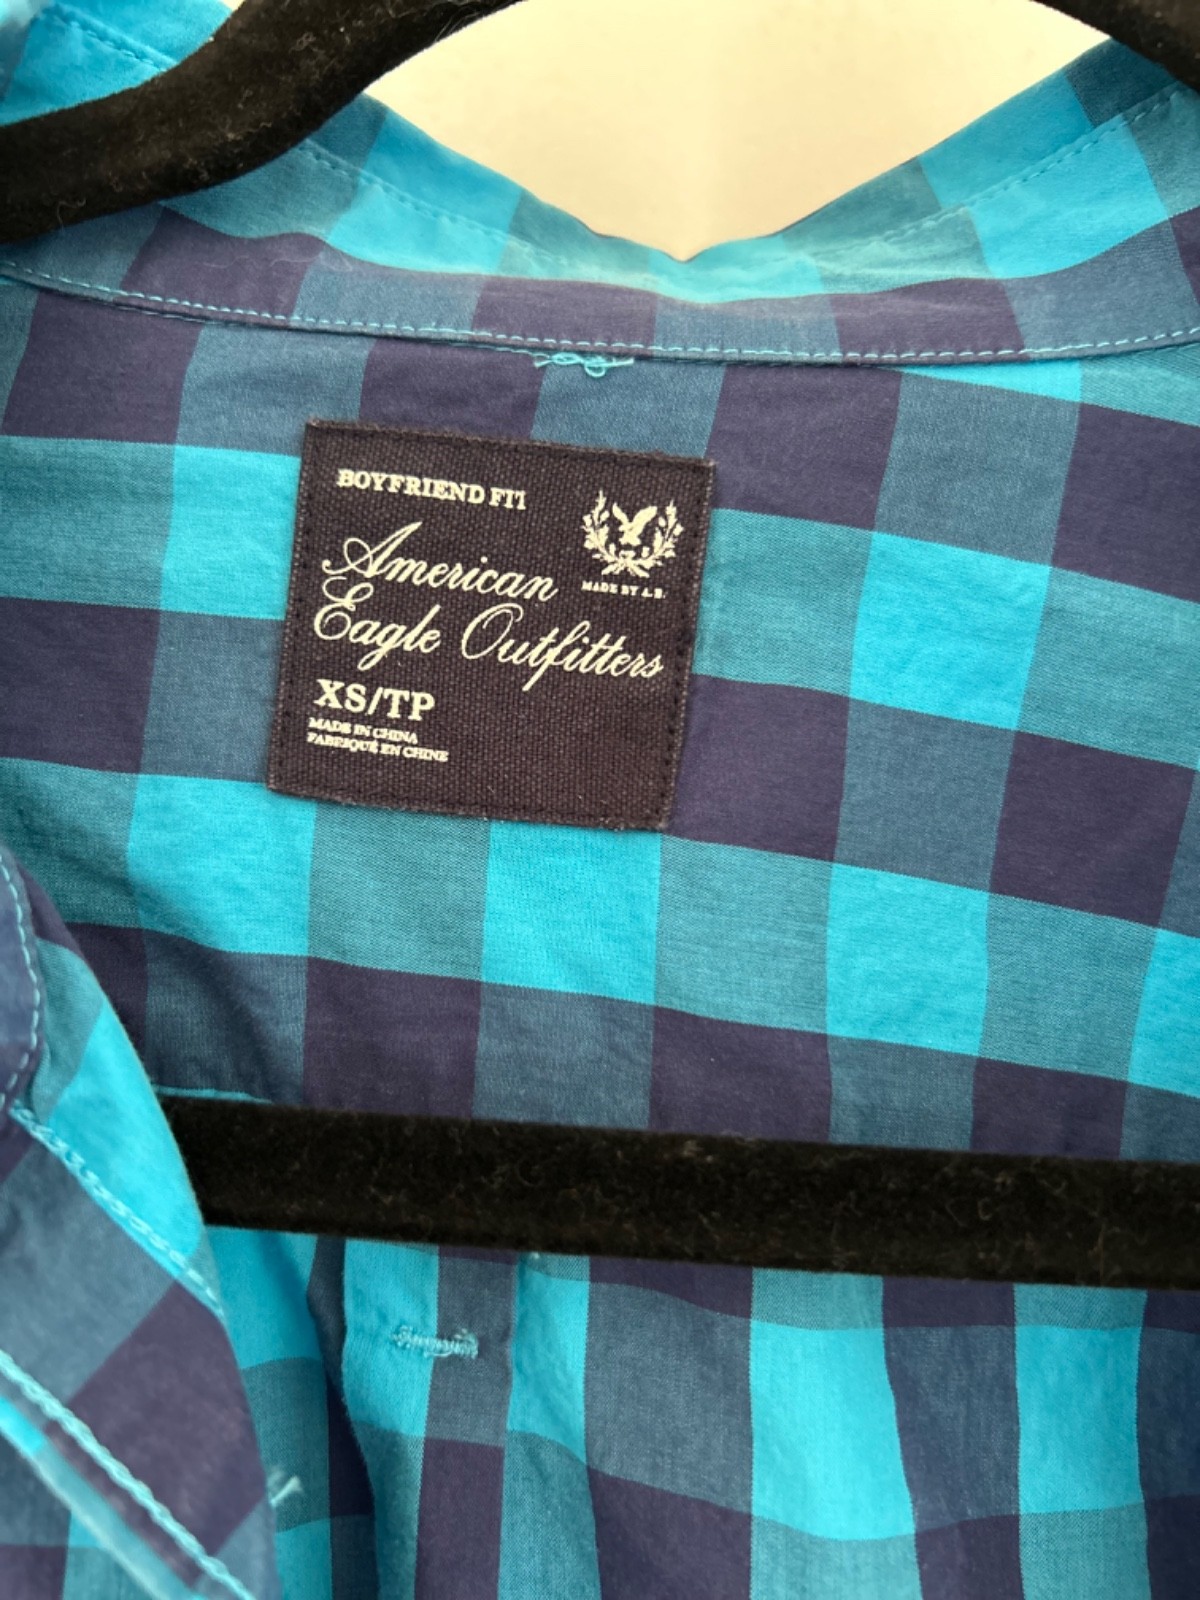 BOYFRIEND FIT
American
Eagle Outfitters
MADE BY A.E.
XS/TP
MADE IN CHINA
FABRIQUÉ EN CHINE